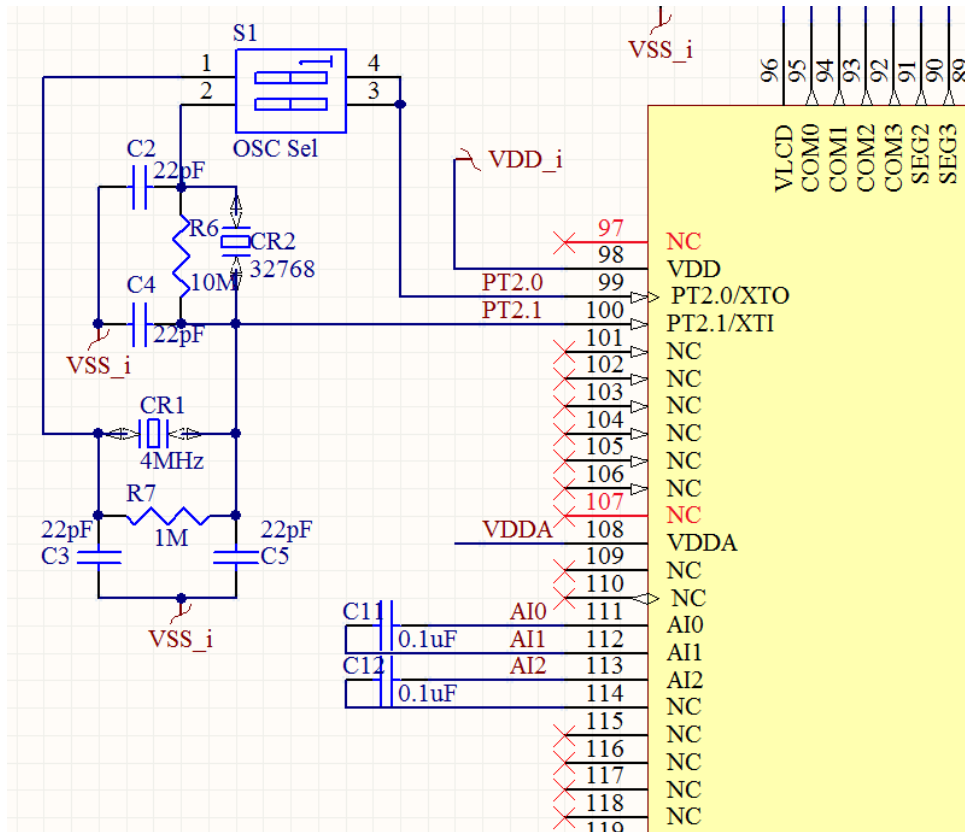 S1
1
2
4
3
OSC Sel
C2
22pF
R6
10M
CR2
32768
C4
22pF
VSS_i
CR1
4MHz
R7
1M
22pF
C3
22pF
C5
VSS_i
VSS_i
VDD_i
96 95 94 93 92 91 90 89
VLCD COM0 COM1 COM2 COM3 SEG2 SEG3
97 NC
98 VDD
PT2.0 99 PT2.0/XTO
PT2.1 100 PT2.1/XTI
101 NC
102 NC
103 NC
104 NC
105 NC
106 NC
107 NC
VDDA 108 VDDA
109 NC
110 NC
C11 0.1uF
AI0 111 AI0
AI1 112 AI1
C12 0.1uF
AI2 113 AI2
114 NC
115 NC
116 NC
117 NC
118 NC
119